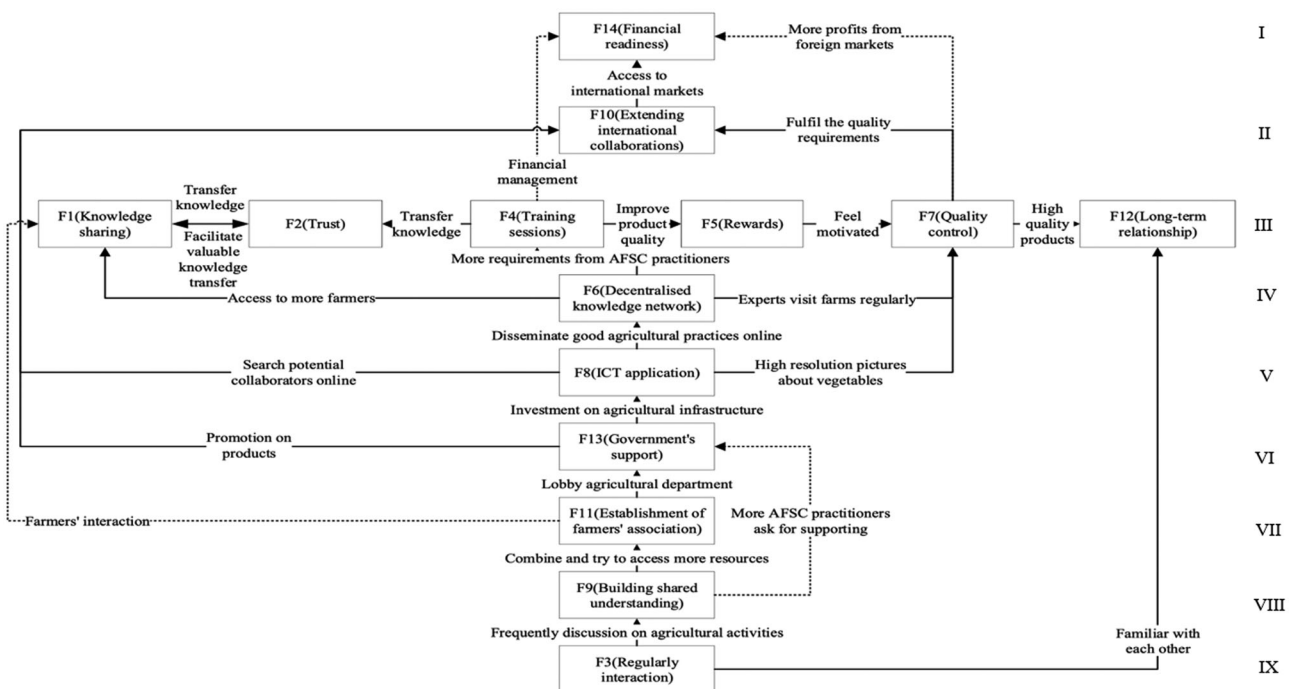 F14(Financial
readiness)
More profits from
foreign markets
I
Access to
international markets
F10(Extending
international
collaborations)
Fulfil the quality
requirements
II
Financial
management
Transfer
knowledge
F1(Knowledge
sharing)
Facilitate
valuable
knowledge
transfer
F2(Trust)
Transfer
knowledge
F4(Training
sessions)
Improve
product
quality
F5(Rewards)
Feel
motivated
F7(Quality
control)
High
quality
products
F12(Long-term
relationship)
III
More requirements from AFSC practitioners
Access to more farmers
F6(Decentralised
knowledge network)
Experts visit farms regularly
IV
Disseminate good agricultural practices online
Search potential
collaborators online
F8(ICT application)
High resolution pictures
about vegetables
V
Investment on agricultural infrastructure
Promotion on
products
F13(Government's
support)
VI
Lobby agricultural department
Farmers' interaction
F11(Establishment of
farmers' association)
More AFSC practitioners
ask for supporting
VII
Combine and try to access more resources
F9(Building shared
understanding)
VIII
Frequently discussion on agricultural activities
Familiar with
each other
F3(Regularly
interaction)
IX